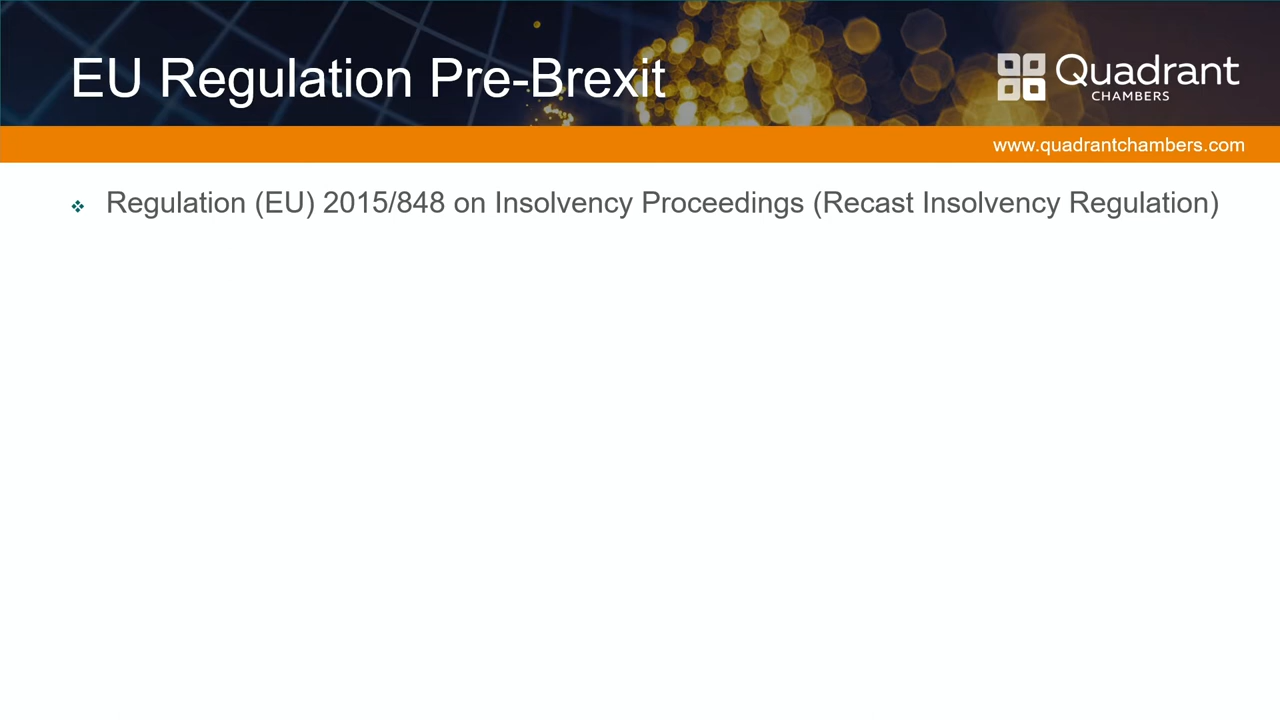 EU Regulation Pre-Brexit
Quadrant
CHAMBERS
www.quadrantchambers.com
Regulation (EU) 2015/848 on Insolvency Proceedings (Recast Insolvency Regulation)